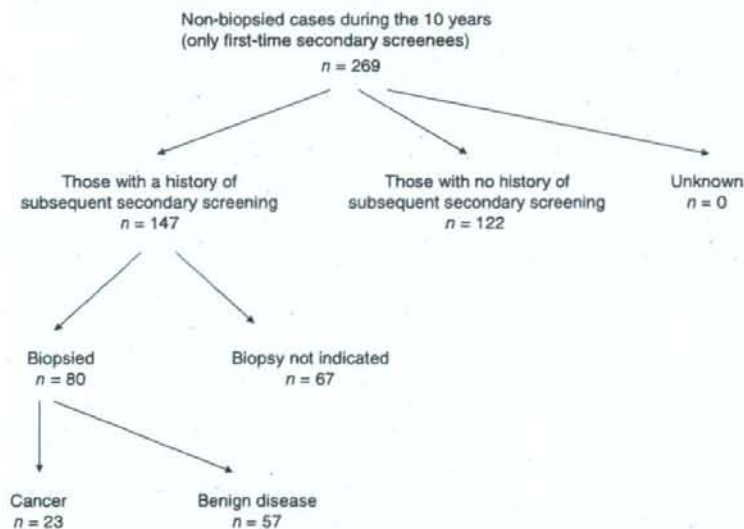 Non-biopsied cases during the 10 years
(only first-time secondary screenees)
n = 269
Those with a history of
subsequent secondary screening
n = 147
Those with no history of
subsequent secondary screening
n = 122
Unknown
n = 0
Biopsied
n = 80
Biopsy not indicated
n = 67
Cancer
n = 23
Benign disease
n = 57